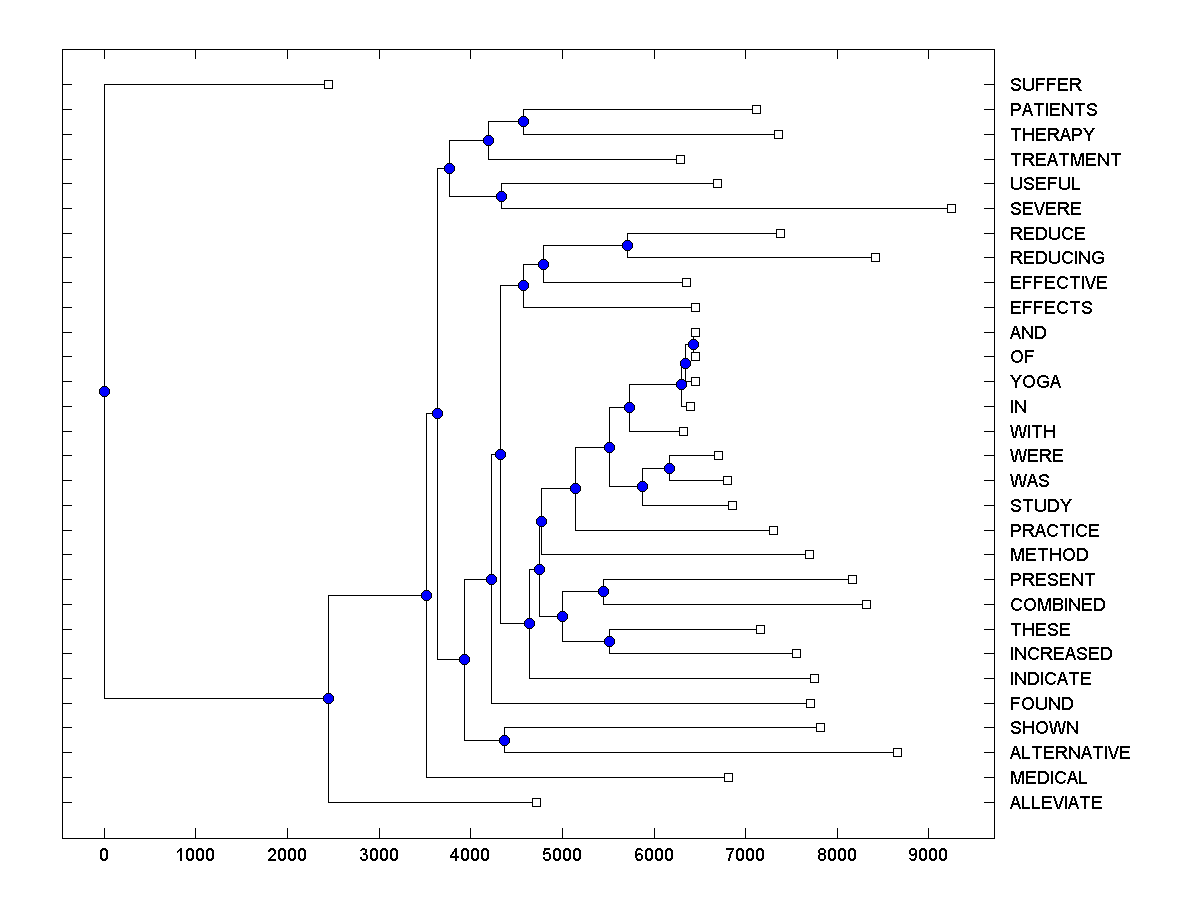 SUFFER
PATIENTS
THERAPY
TREATMENT
USEFUL
SEVERE
REDUCE
REDUCING
EFFECTIVE
EFFECTS
AND
OF
YOGA
IN
WITH
WERE
WAS
STUDY
PRACTICE
METHOD
PRESENT
COMBINED
THESE
INCREASED
INDICATE
FOUND
SHOWN
ALTERNATIVE
MEDICAL
ALLEVIATE
0 1000 2000 3000 4000 5000 6000 7000 8000 9000